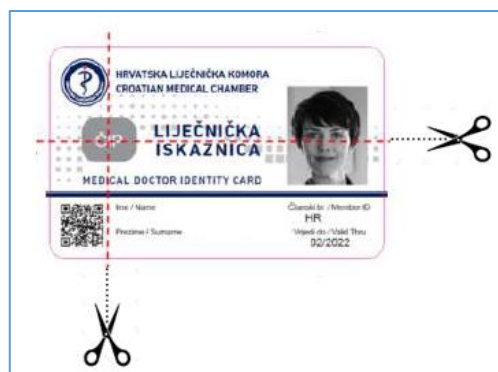 HRVATSKA LIJEČNIČKA KOMORA
CROATIAN MEDICAL CHAMBER
ČIP
LIJEČNIČKA
ISKAZNICA
MEDICAL DOCTOR IDENTITY CARD
Ime / Name
Prezime / Surname
Članski br. / Member ID
HR
Vrijedi do / Valid Thru
02/2022